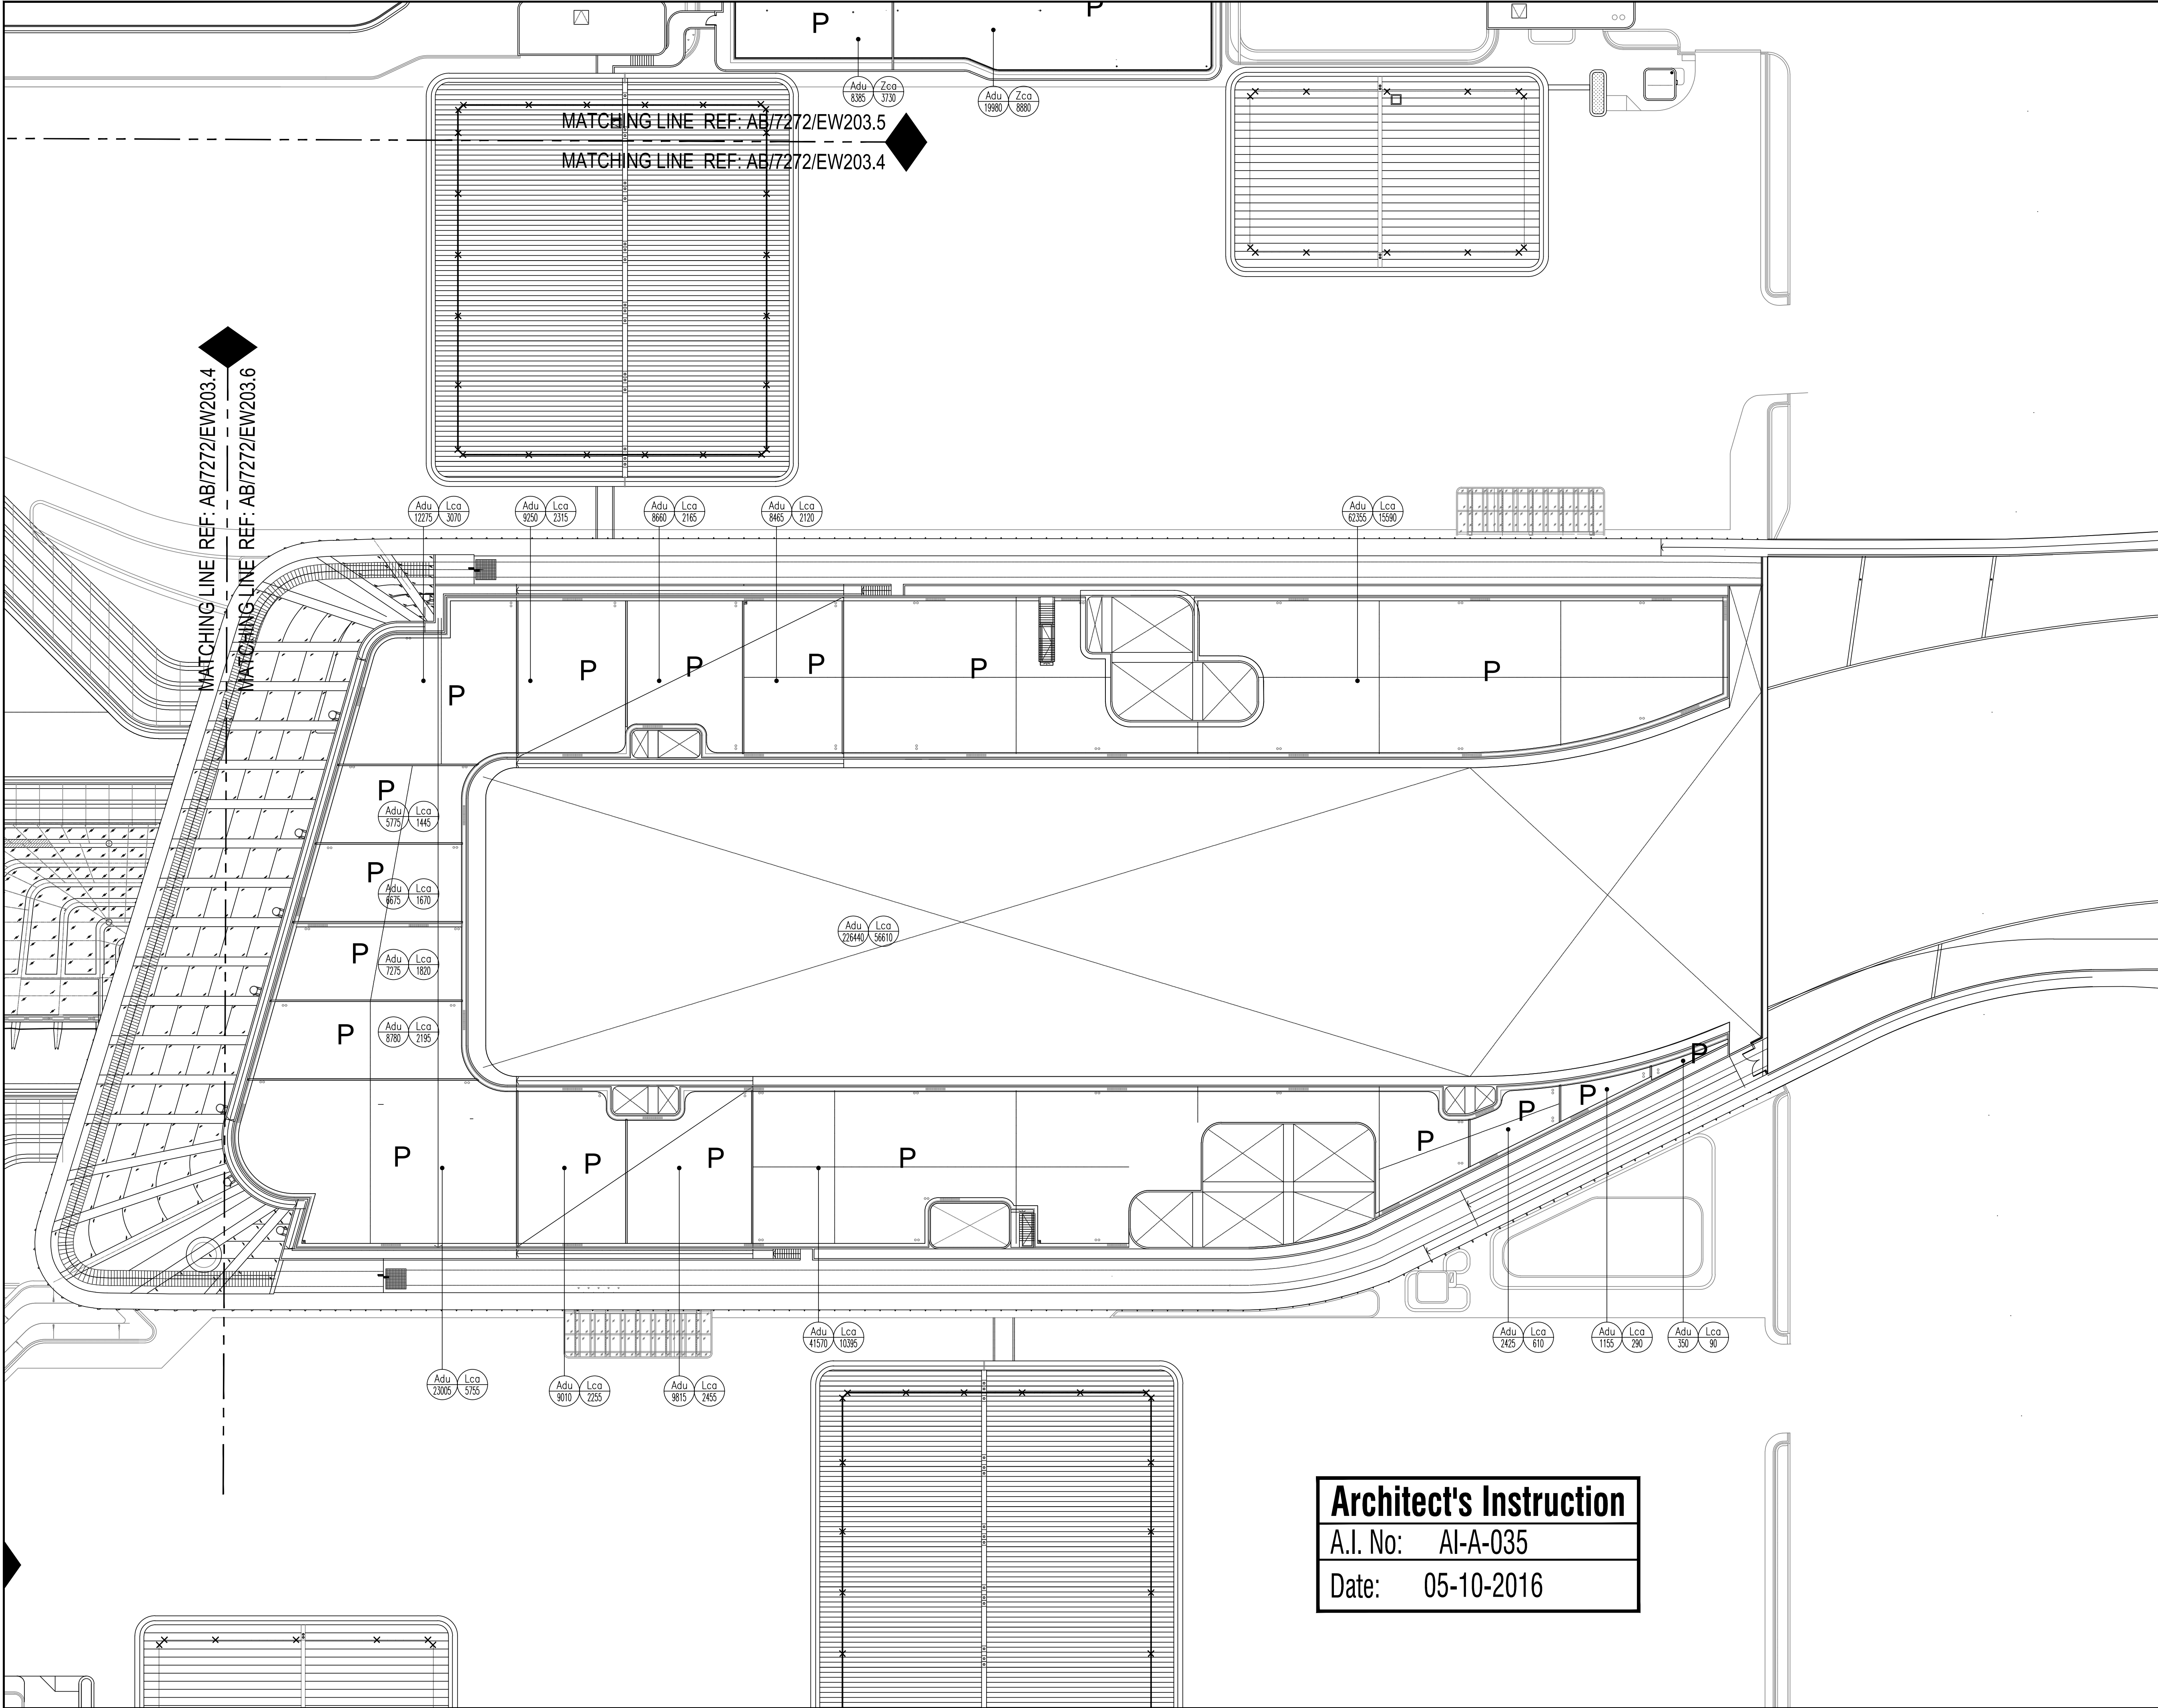 P
P
Adu Zca
8385 3730
Adu Zca
19980 8880
MATCHING LINE REF: AB/7272/EW203.5
MATCHING LINE REF: AB/7272/EW203.4
MATCHING LINE REF: AB/7272/EW203.4
MATCHING LINE REF: AB/7272/EW203.6
Adu Lca
12275 3070
Adu Lca
9250 2315
Adu Lca
8660 2165
Adu Lca
8465 2120
Adu Lca
62355 15590
P
P
P
P
P
P
P
Adu Lca
5775 1445
P
Adu Lca
6675 1670
P
Adu Lca
7275 1820
P
Adu Lca
8780 2195
Adu Lca
226440 56610
P
P
P
P
P
P
P
P
Adu Lca
23005 5755
Adu Lca
9010 2255
Adu Lca
9815 2455
Adu Lca
41570 10395
Adu Lca
2425 610
Adu Lca
1155 290
Adu Lca
350 90
Architect's Instruction
A.I. No: AI-A-035
Date: 05-10-2016